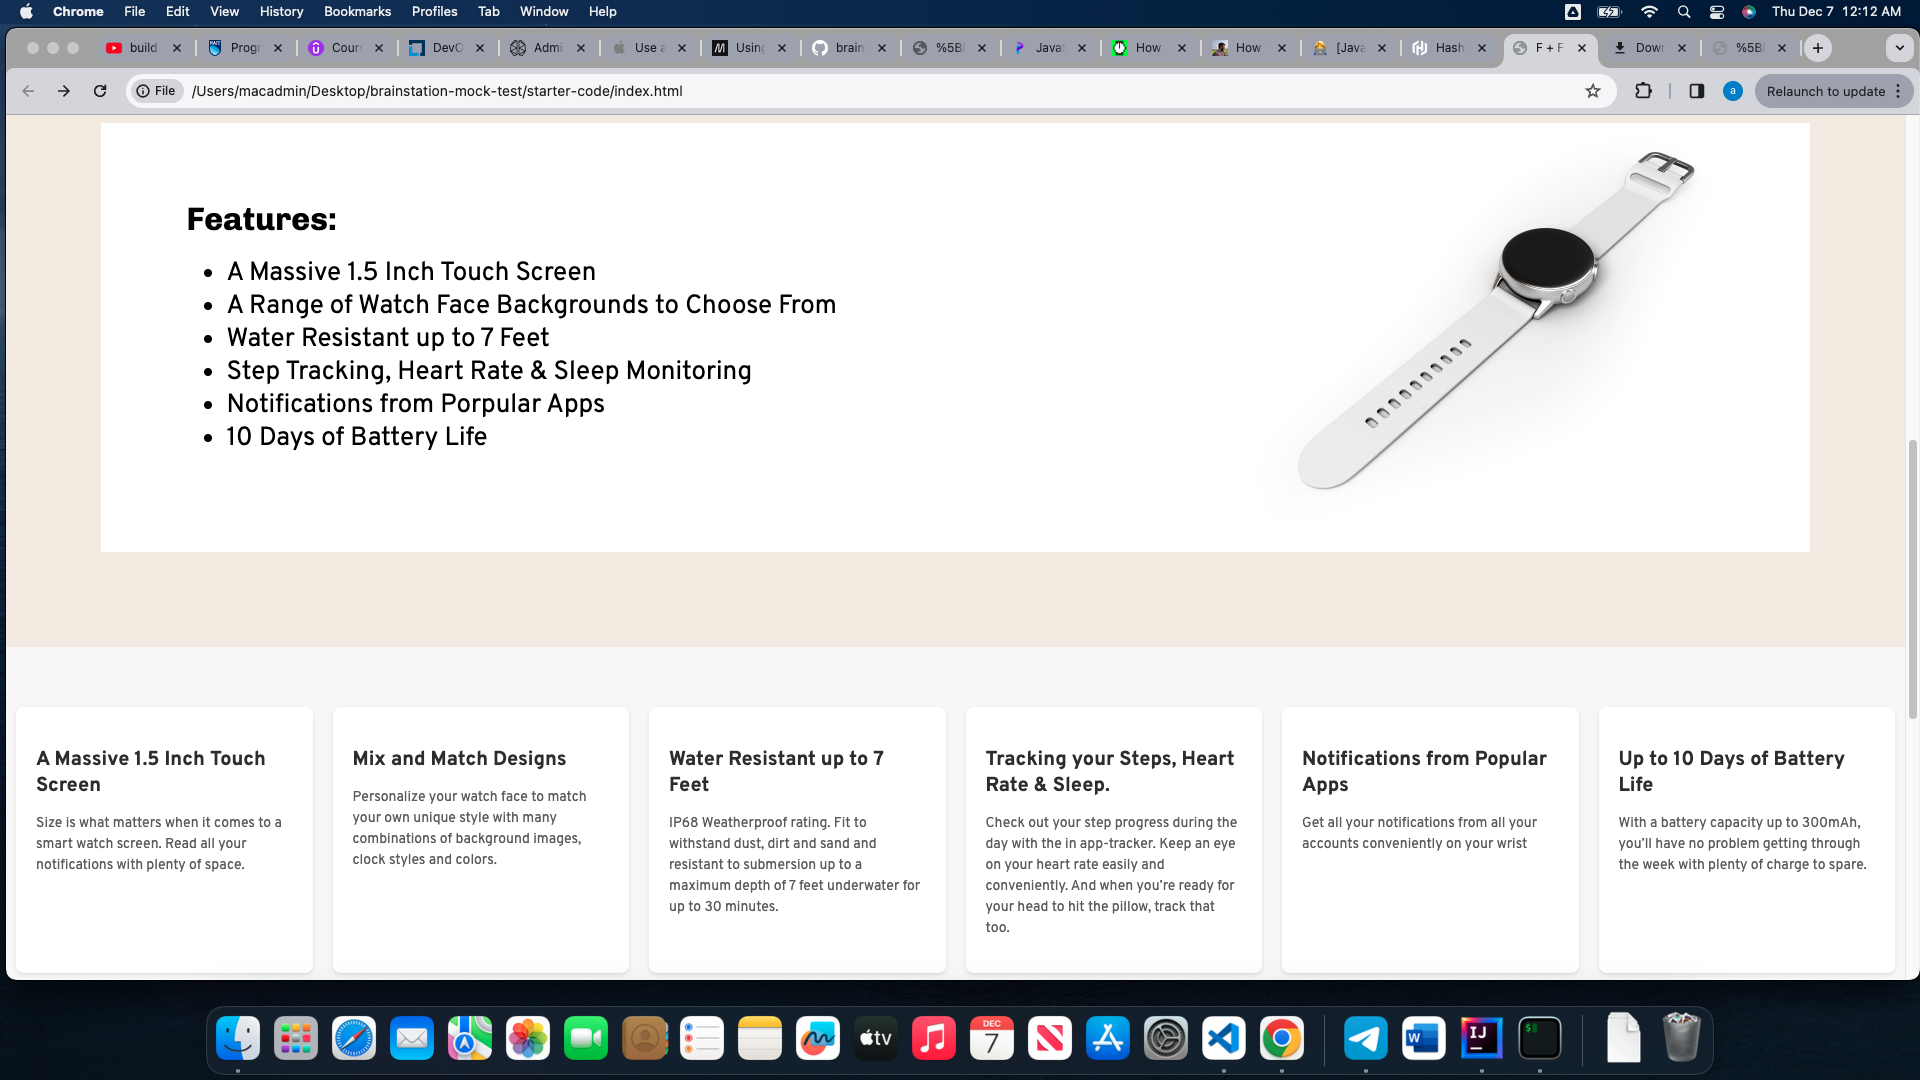 Chrome File Edit View History Bookmarks Profiles Tab Window Help Thu Dec 7 12:12 AM
build Progr Cours DevO Admi Use a Using brain %5B JavaS How How [Java Hash F + F Down %5B
File /Users/macadmin/Desktop/brainstation-mock-test/starter-code/index.html a Relaunch to update
Features:
• A Massive 1.5 Inch Touch Screen
• A Range of Watch Face Backgrounds to Choose From
• Water Resistant up to 7 Feet
• Step Tracking, Heart Rate & Sleep Monitoring
• Notifications from Porpular Apps
• 10 Days of Battery Life
A Massive 1.5 Inch Touch
Screen
Size is what matters when it comes to a
smart watch screen. Read all your
notifications with plenty of space.
Mix and Match Designs
Personalize your watch face to match
your own unique style with many
combinations of background images,
clock styles and colors.
Water Resistant up to 7
Feet
IP68 Weatherproof rating. Fit to
withstand dust, dirt and sand and
resistant to submersion up to a
maximum depth of 7 feet underwater for
up to 30 minutes.
Tracking your Steps, Heart
Rate & Sleep.
Check out your step progress during the
day with the in app-tracker. Keep an eye
on your heart rate easily and
conveniently. And when you're ready for
your head to hit the pillow, track that
too.
Notifications from Popular
Apps
Get all your notifications from all your
accounts conveniently on your wrist
Up to 10 Days of Battery
Life
With a battery capacity up to 300mAh,
you'll have no problem getting through
the week with plenty of charge to spare.
tv
DEC
7
W
IJ
$